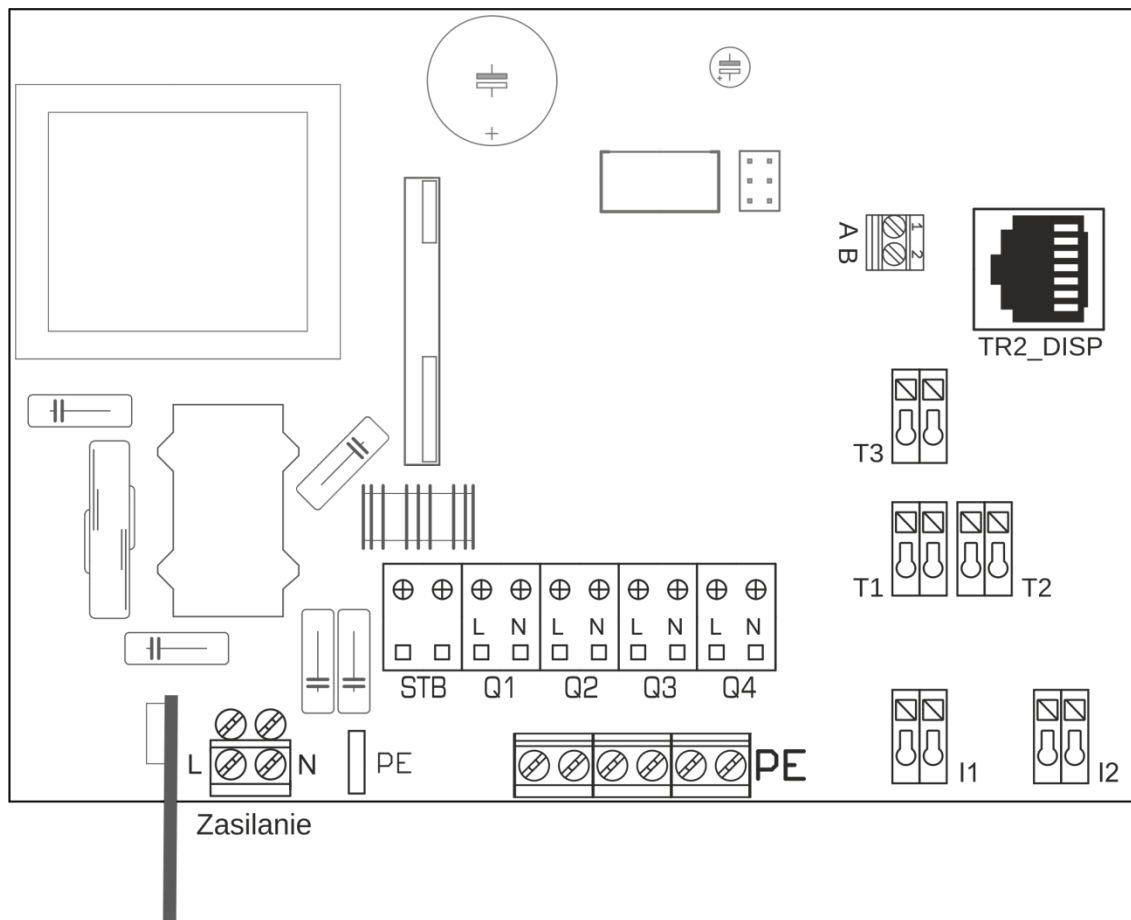 A 1
B 2
TR2_DISP
T3
T1 T2
L N L N L N L N
STB Q1 Q2 Q3 Q4
L N PE PE I1 I2
Zasilanie